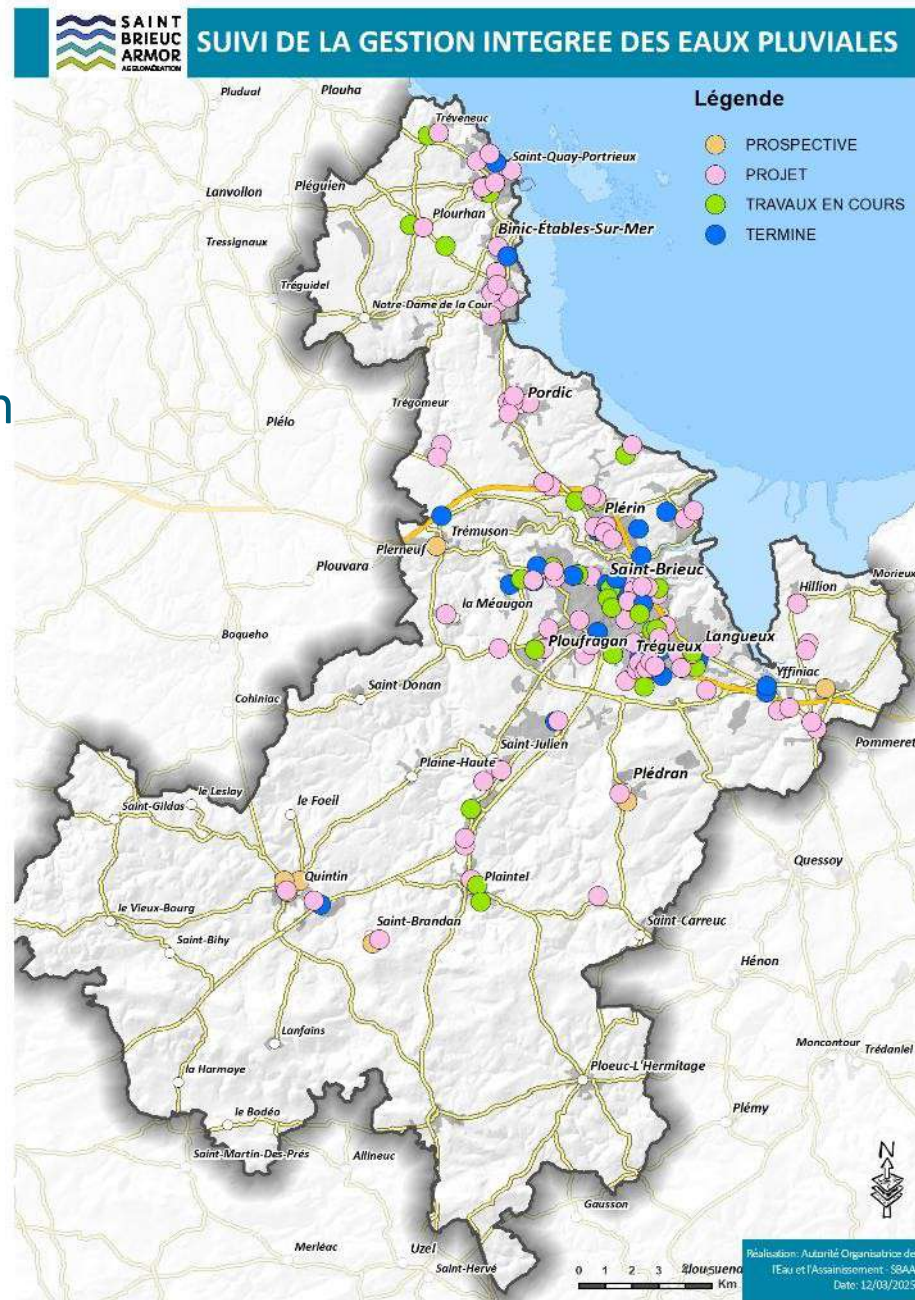 SAINT
BRIEUC
ARMOR
AGGLOMÉRATION
SUIVI DE LA GESTION INTEGREE DES EAUX PLUVIALES
Légende
PROSPECTIVE
PROJET
TRAVAUX EN COURS
TERMINE
n
Pludual
Plouha
Tréveneuc
Saint-Quay-Portrieux
Lanvollon
Pléguien
Plourhan
Binic-Étables-Sur-Mer
Tressignaux
Tréguidel
Notre-Dame de la Cour
Trégomeur
Pordic
Plélo
Plérin
Trémuson
Plerneuf
Plouvara
Saint-Brieuc
Hillion
Morieux
la Méaugon
Boqueho
Ploufragan
Trégueux
Langueux
Yffiniac
Saint-Donan
Cohiniac
Saint-Julien
Pommeret
Plaine-Haute
Plédran
le Leslay
Saint-Gildas
le Foeil
Quessoy
Quintin
Plaintel
le Vieux-Bourg
Saint-Brandan
Saint-Carreuc
Saint-Bihy
Hénon
Lanfains
Moncontour
Trédaniel
la Harmoye
Ploeuc-L'Hermitage
le Bodéo
Plémy
Saint-Martin-Des-Prés
Allineuc
N
Gausson
Merléac
Uzel
Saint-Hervé
0 1 2 3 4 5
Km
Réalisation: Autorité Organisatrice de
l'Eau et l'Assainissement - SBAA
Date: 12/03/2023